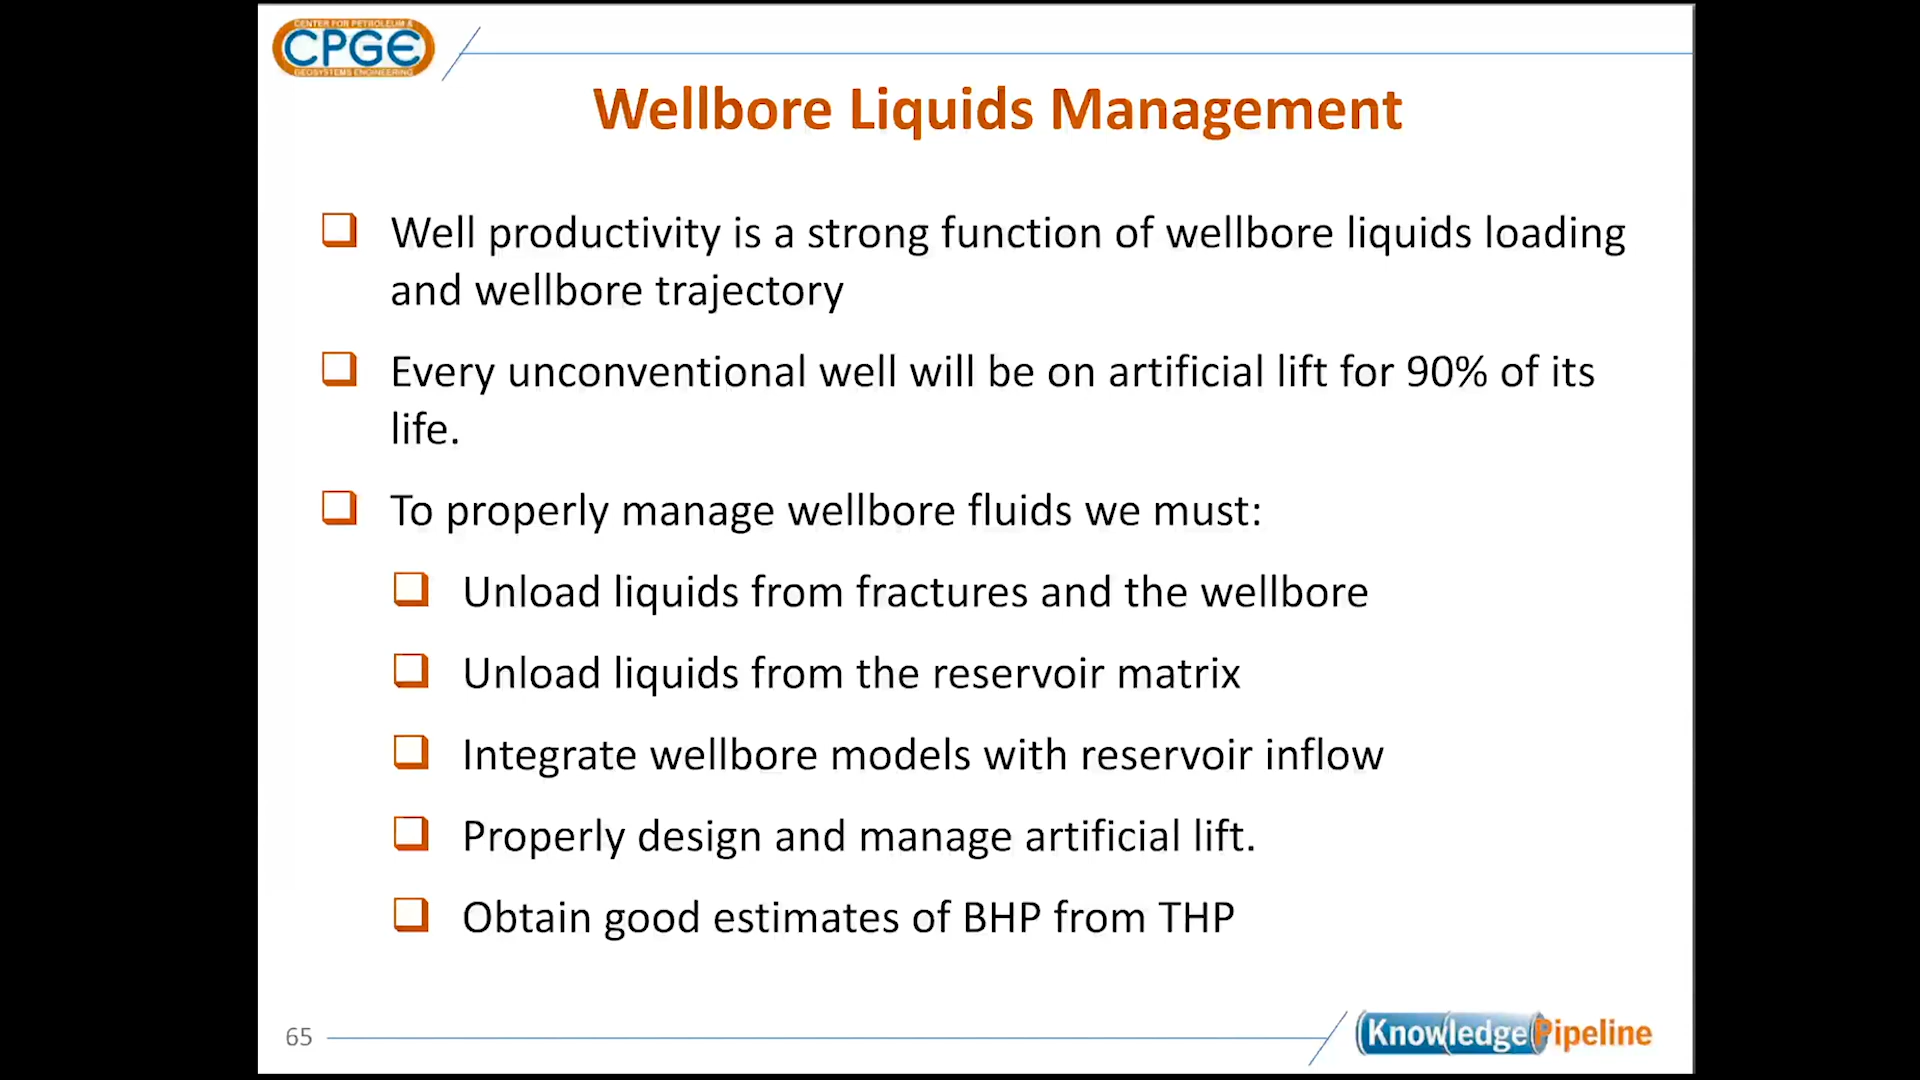 CENTER FOR PETROLEUM &
CPGE
GEOSYSTEMS ENGINEERING
Wellbore Liquids Management
Well productivity is a strong function of wellbore liquids loading
and wellbore trajectory
Every unconventional well will be on artificial lift for 90% of its
life.
To properly manage wellbore fluids we must:
Unload liquids from fractures and the wellbore
Unload liquids from the reservoir matrix
Integrate wellbore models with reservoir inflow
Properly design and manage artificial lift.
Obtain good estimates of BHP from THP
65
Knowledge Pipeline